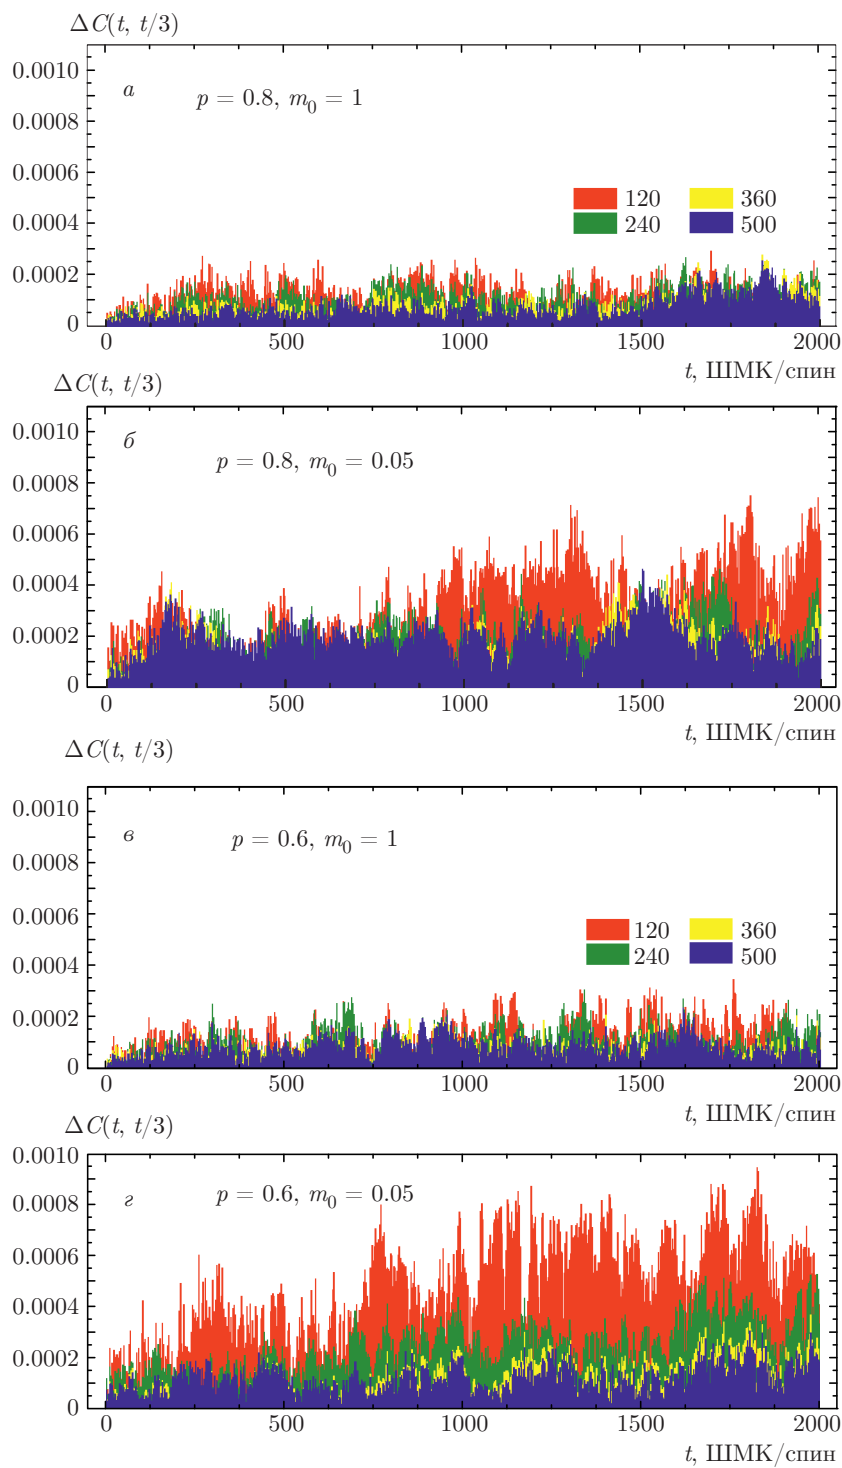 ΔC(t, t/3)
0.0010
а
p = 0.8, m₀ = 1
0.0008
0.0006
120 360
0.0004
240 500
0.0002
0
0 500 1000 1500 2000
t, ШМК/спин
ΔC(t, t/3)
0.0010
б
p = 0.8, m₀ = 0.05
0.0008
0.0006
0.0004
0.0002
0
0 500 1000 1500 2000
t, ШМК/спин
ΔC(t, t/3)
0.0010
в
p = 0.6, m₀ = 1
0.0008
0.0006
120 360
240 500
0.0004
0.0002
0
0 500 1000 1500 2000
t, ШМК/спин
ΔC(t, t/3)
0.0010
г
p = 0.6, m₀ = 0.05
0.0008
0.0006
0.0004
0.0002
0
0 500 1000 1500 2000
t, ШМК/спин